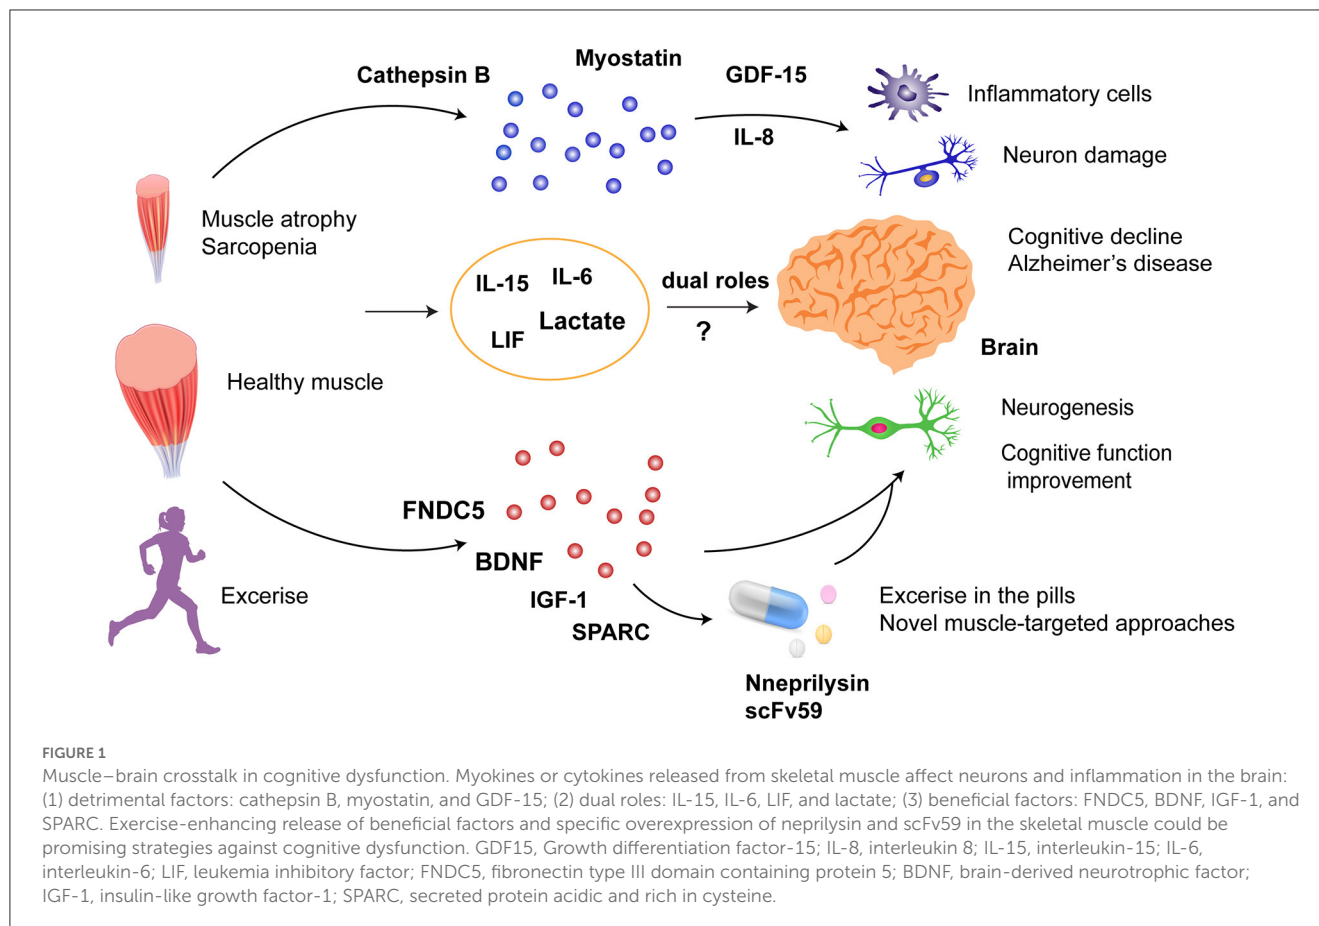 Cathepsin B
Myostatin
GDF-15
IL-8
Inflammatory cells
Neuron damage
Muscle atrophy
Sarcopenia
IL-15
IL-6
LIF
Lactate
dual roles
?
Cognitive decline
Alzheimer's disease
Brain
Healthy muscle
Neurogenesis
Cognitive function
improvement
FNDC5
BDNF
IGF-1
SPARC
Excerise
Excerise in the pills
Novel muscle-targeted approaches
Nneprilysin
scFv59
FIGURE 1
Muscle–brain crosstalk in cognitive dysfunction. Myokines or cytokines released from skeletal muscle affect neurons and inflammation in the brain:
(1) detrimental factors: cathepsin B, myostatin, and GDF-15; (2) dual roles: IL-15, IL-6, LIF, and lactate; (3) beneficial factors: FNDC5, BDNF, IGF-1, and
SPARC. Exercise-enhancing release of beneficial factors and specific overexpression of neprilysin and scFv59 in the skeletal muscle could be
promising strategies against cognitive dysfunction. GDF15, Growth differentiation factor-15; IL-8, interleukin 8; IL-15, interleukin-15; IL-6,
interleukin-6; LIF, leukemia inhibitory factor; FNDC5, fibronectin type III domain containing protein 5; BDNF, brain-derived neurotrophic factor;
IGF-1, insulin-like growth factor-1; SPARC, secreted protein acidic and rich in cysteine.